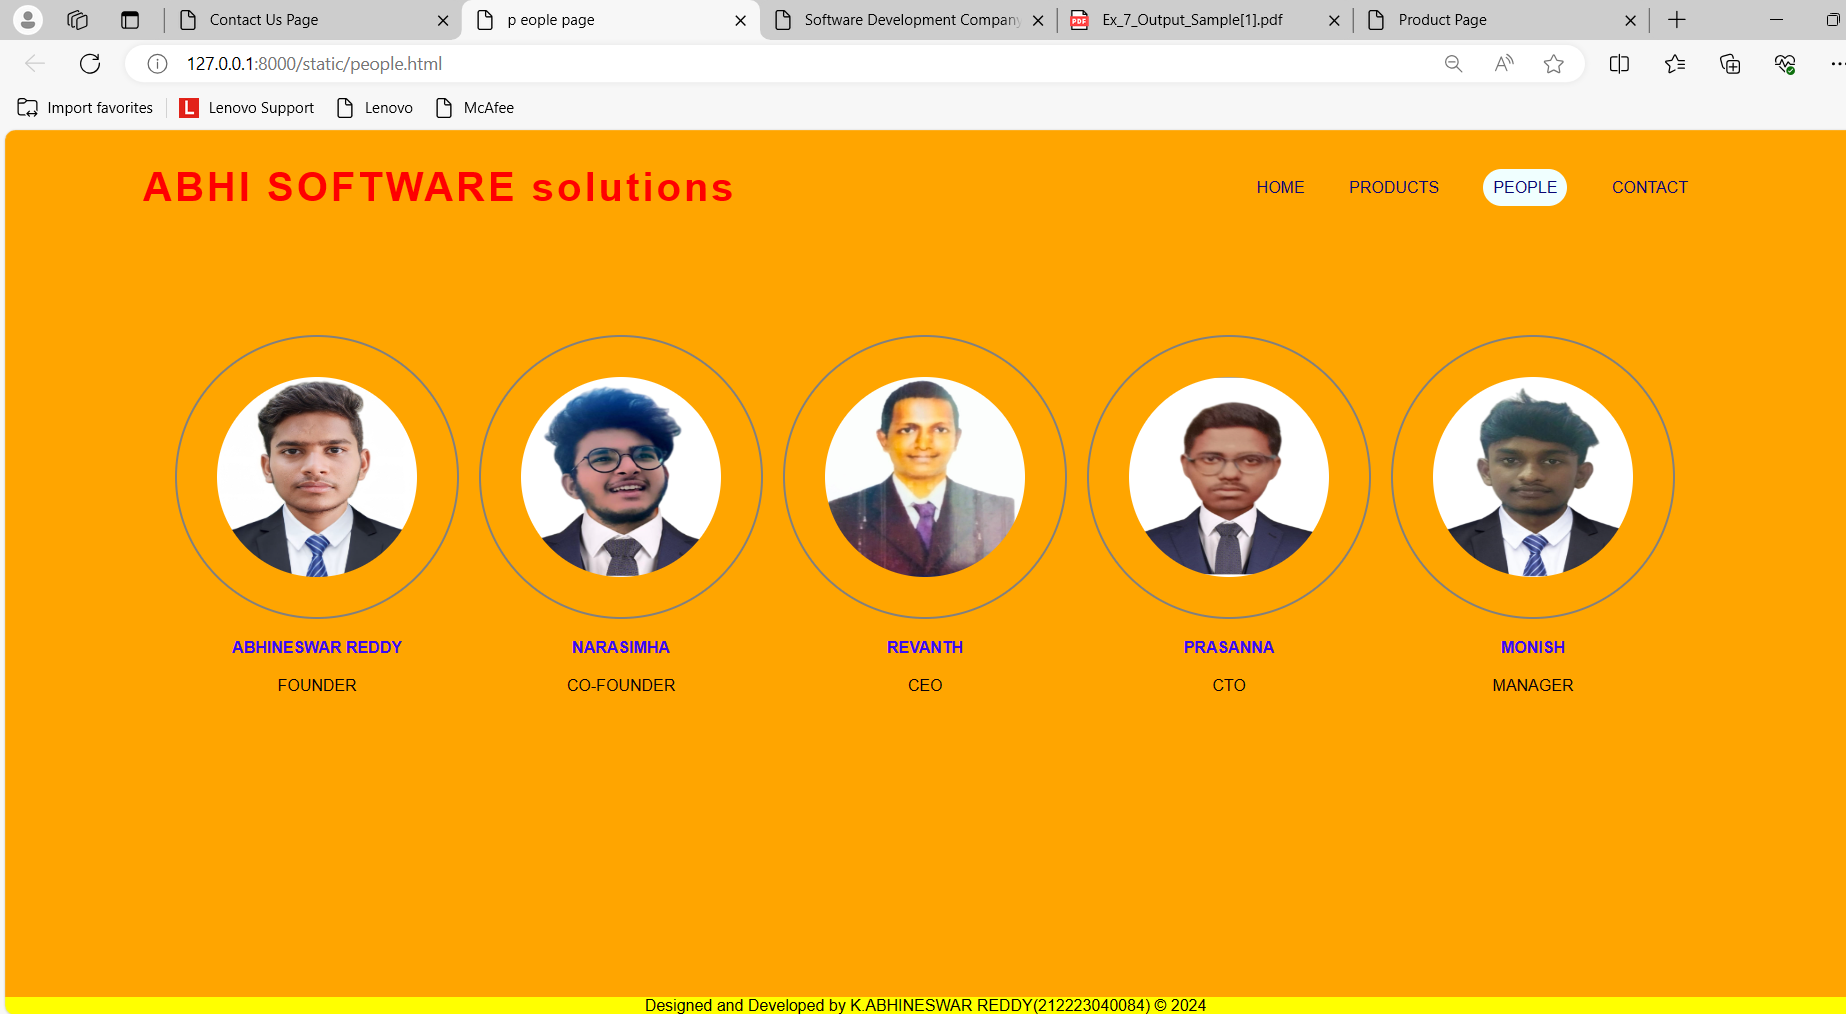 Contact Us Page
p eople page
Software Development Company
Ex_7_Output_Sample[1].pdf
Product Page
127.0.0.1:8000/static/people.html
Import favorites
L Lenovo Support
Lenovo
McAfee
ABHI SOFTWARE solutions
HOME PRODUCTS PEOPLE CONTACT
ABHINESWAR REDDY NARASIMHA REVANTH PRASANNA MONISH
FOUNDER CO-FOUNDER CEO CTO MANAGER
Designed and Developed by K.ABHINESWAR REDDY(212223040084) © 2024